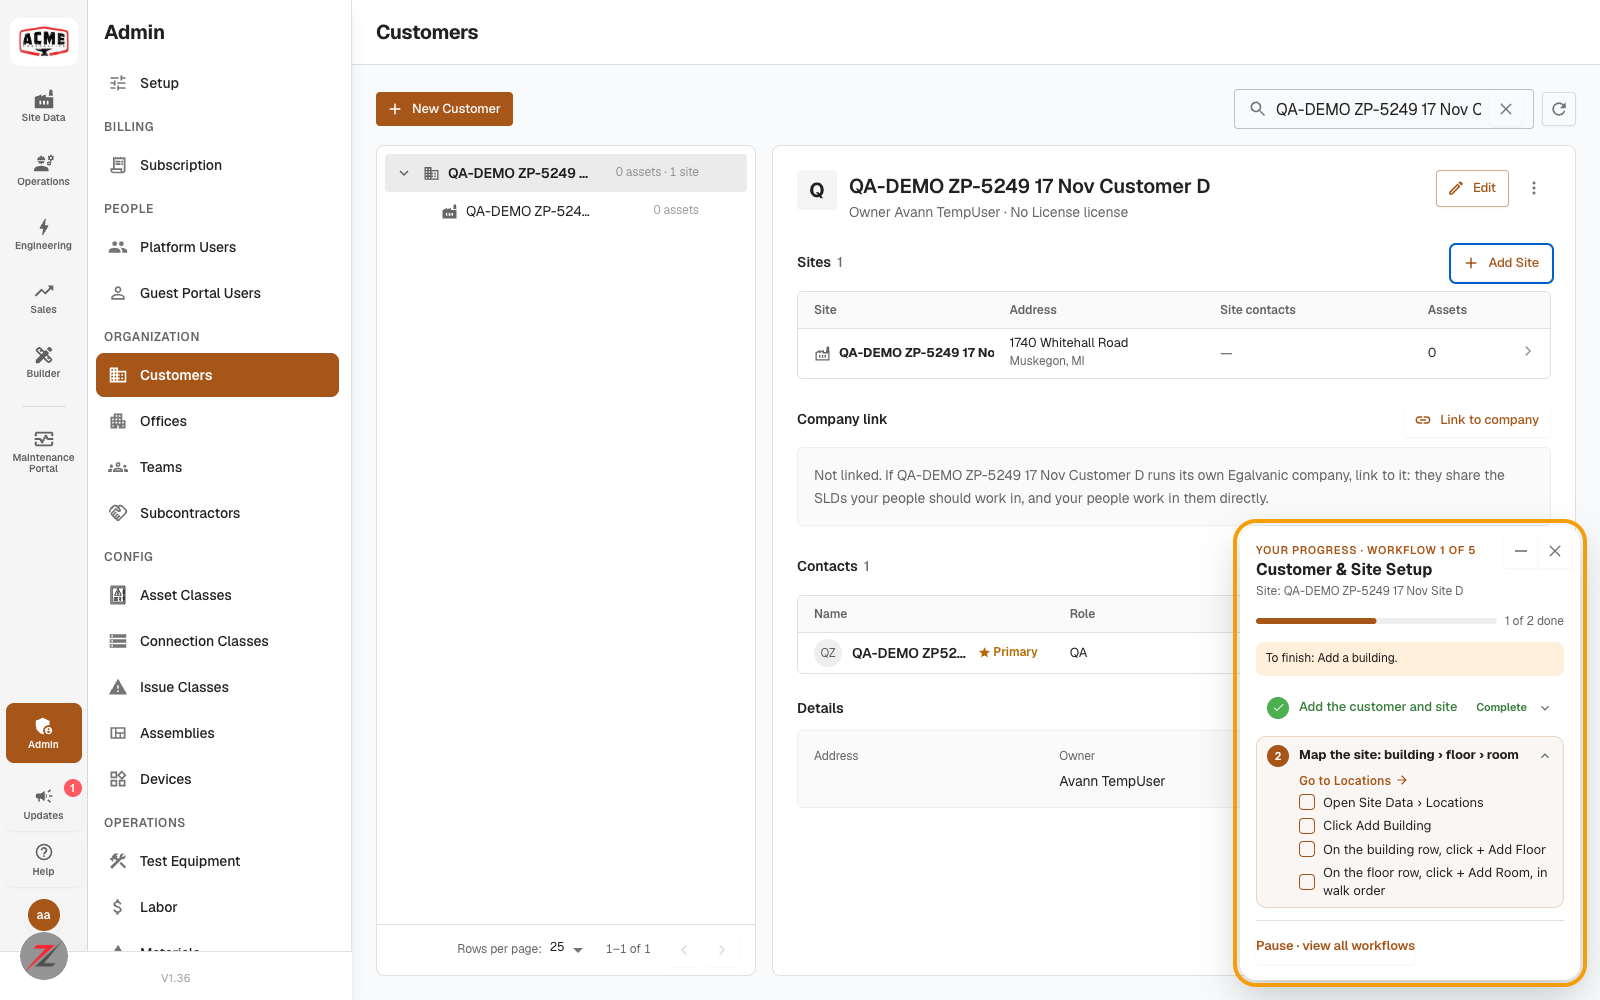 ACME
Site Data
Operations
Engineering
Sales
Builder
Maintenance
Portal
Admin
1
Updates
Help
aa
Admin
Setup
BILLING
Subscription
PEOPLE
Platform Users
Guest Portal Users
ORGANIZATION
Customers
Offices
Teams
Subcontractors
CONFIG
Asset Classes
Connection Classes
Issue Classes
Assemblies
Devices
OPERATIONS
Test Equipment
Labor
Materials
V1.36
Customers
New Customer
QA-DEMO ZP-5249 17 Nov C
QA-DEMO ZP-5249 ... 0 assets · 1 site
QA-DEMO ZP-524... 0 assets
Rows per page: 25 1–1 of 1
Q
QA-DEMO ZP-5249 17 Nov Customer D
Owner Avann TempUser · No License license
Edit
Sites 1
Add Site
Site Address Site contacts Assets
QA-DEMO ZP-5249 17 No 1740 Whitehall Road — 0
Muskegon, MI
Company link
Link to company
Not linked. If QA-DEMO ZP-5249 17 Nov Customer D runs its own Egalvanic company, link to it: they share the
SLDs your people should work in, and your people work in them directly.
Contacts 1
Name Role
QZ QA-DEMO ZP52... Primary QA
Details
Address Owner
Avann TempUser
YOUR PROGRESS · WORKFLOW 1 OF 5
Customer & Site Setup
Site: QA-DEMO ZP-5249 17 Nov Site D
1 of 2 done
To finish: Add a building.
Add the customer and site Complete
2 Map the site: building › floor › room
Go to Locations →
Open Site Data › Locations
Click Add Building
On the building row, click + Add Floor
On the floor row, click + Add Room, in
walk order
Pause · view all workflows